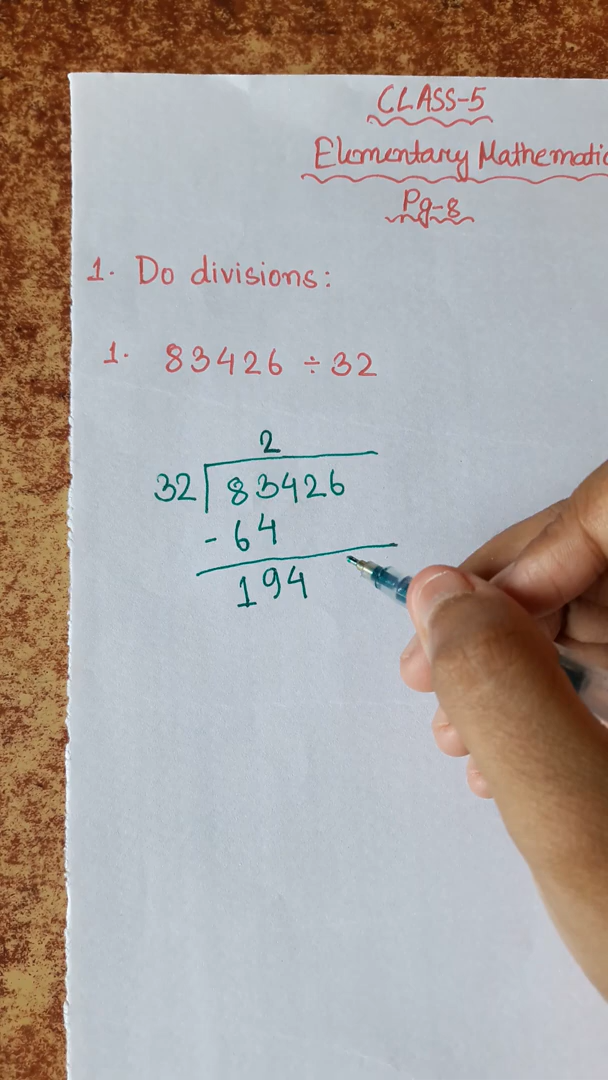 CLASS-5
Elementary Mathematic
Pg-8
1. Do divisions:
1. 83426 ÷ 32
2
32 83426
- 64
194